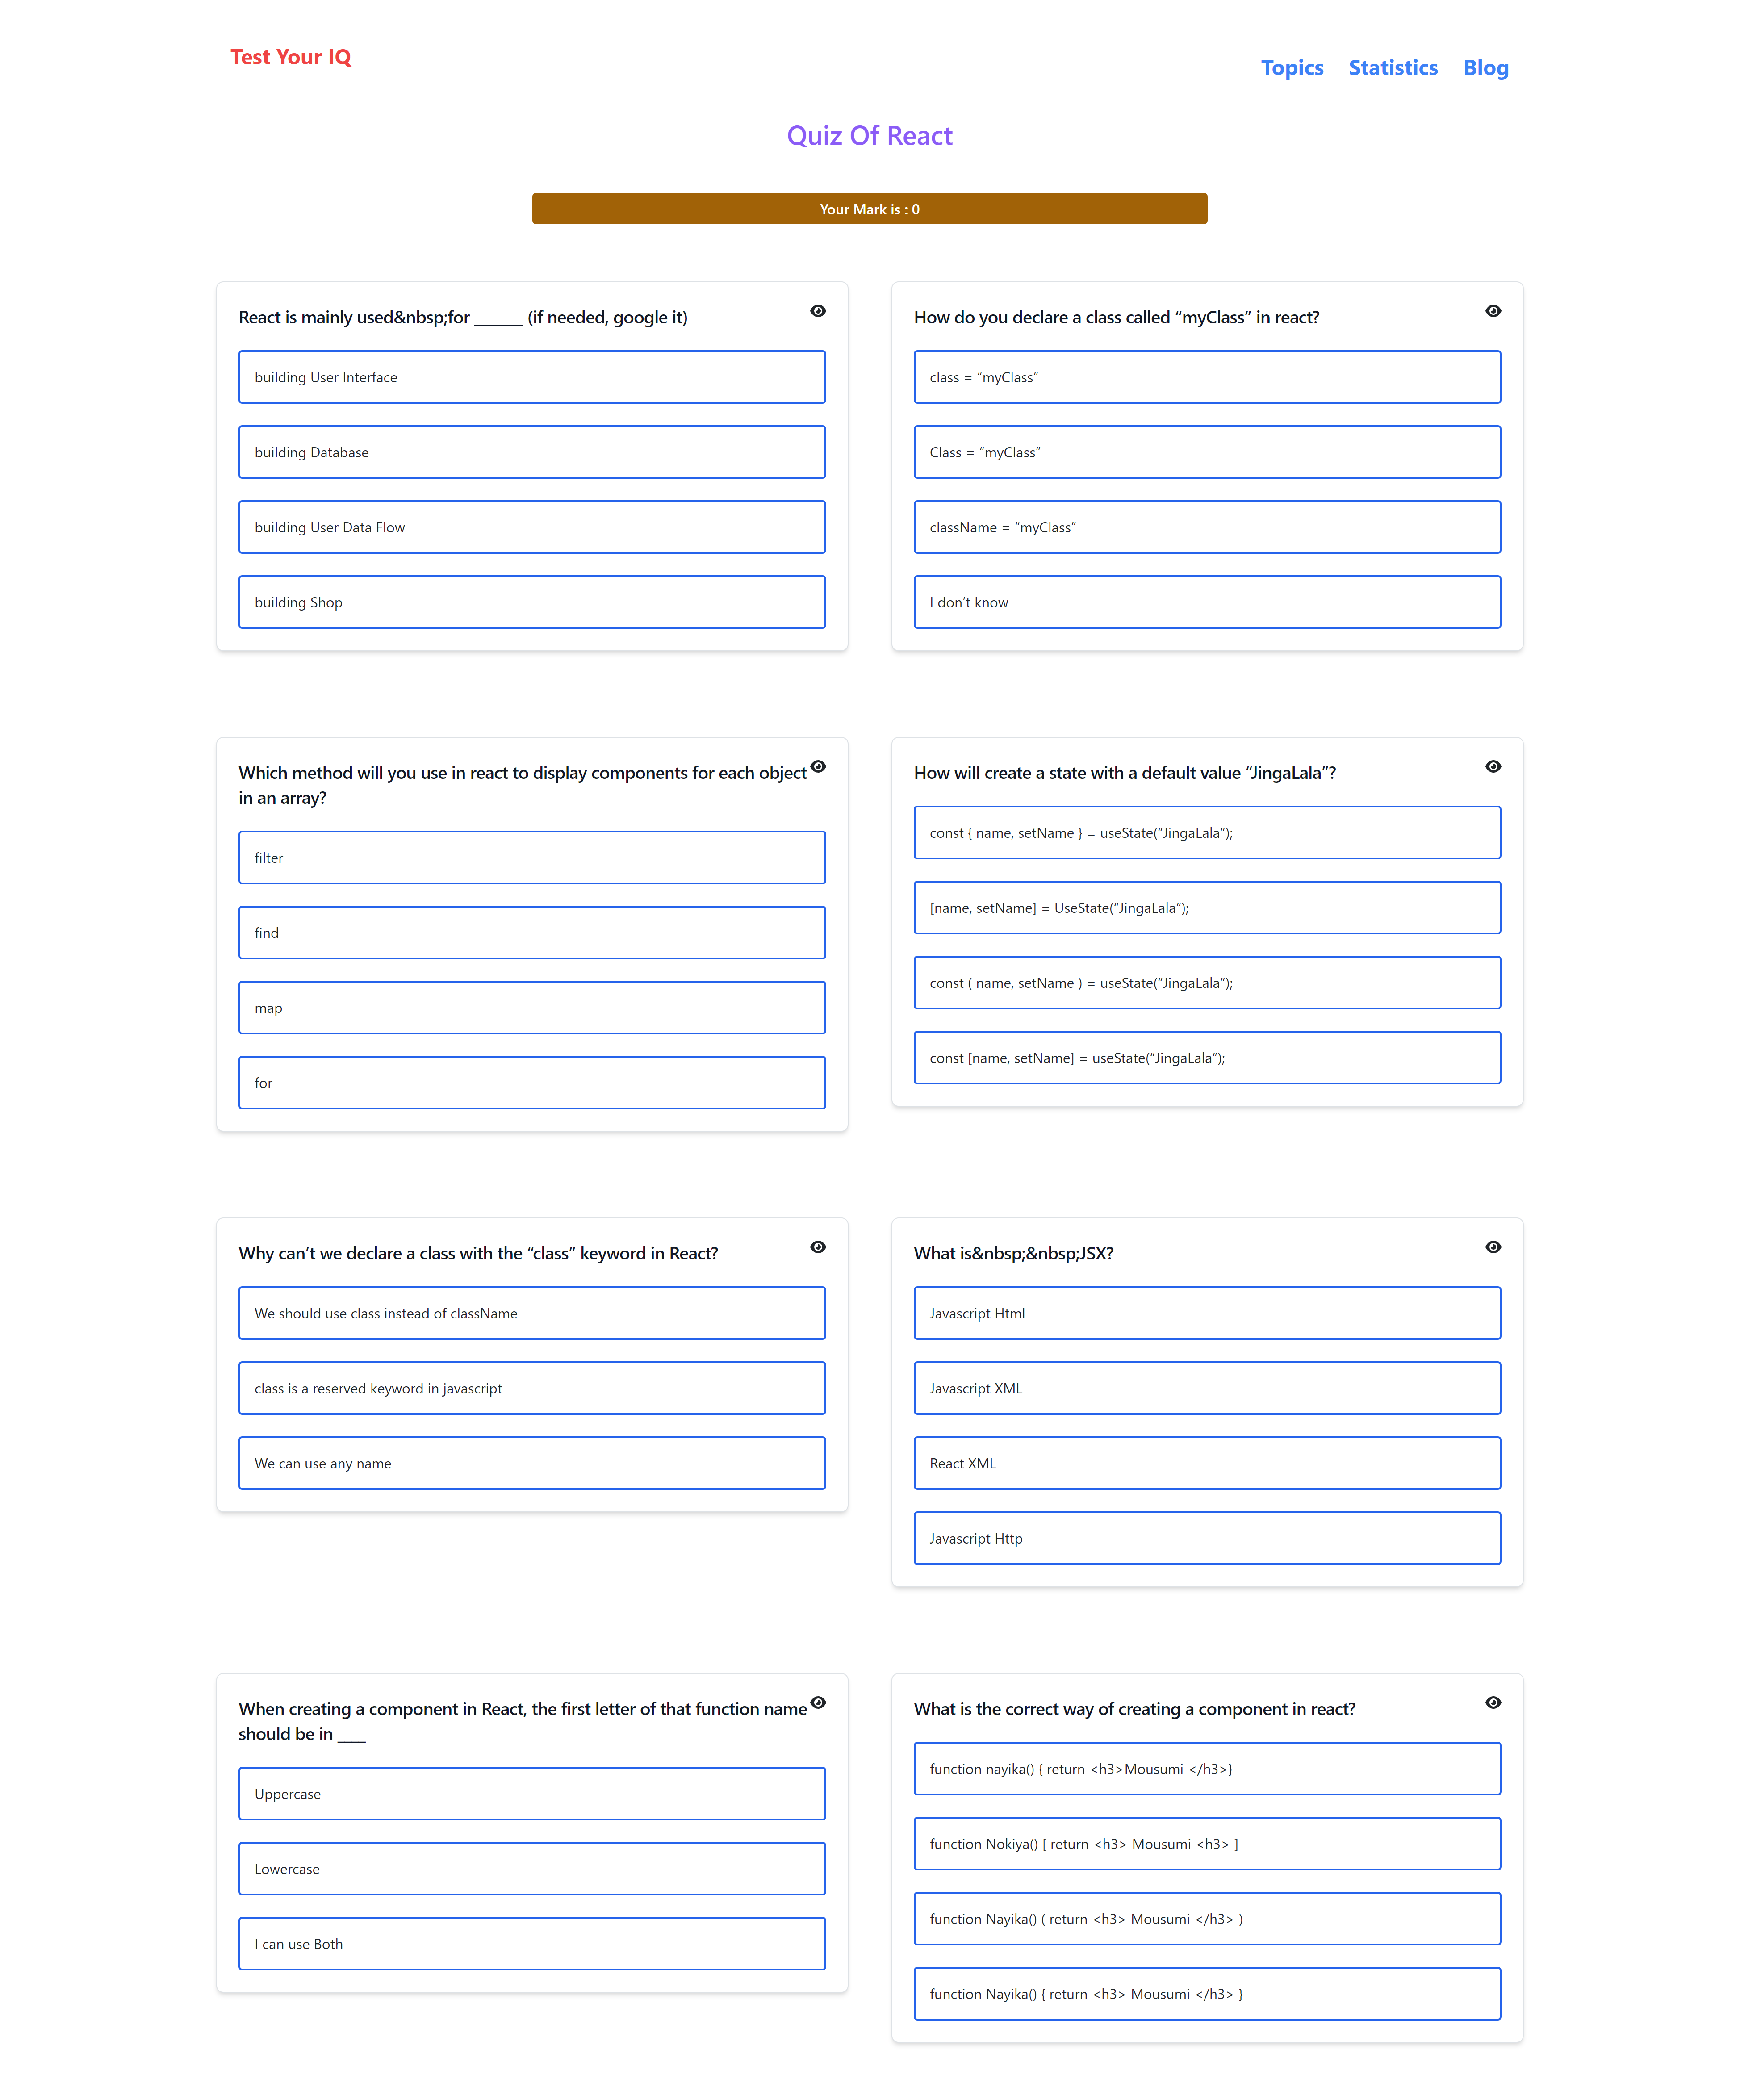 Test Your IQ
Topics Statistics Blog
Quiz Of React
Your Mark is : 0
React is mainly used&nbsp;for ______ (if needed, google it)
building User Interface
building Database
building User Data Flow
building Shop
How do you declare a class called “myClass” in react?
class = “myClass”
Class = “myClass”
className = “myClass”
I don’t know
Which method will you use in react to display components for each object
in an array?
filter
find
map
for
How will create a state with a default value “JingaLala”?
const { name, setName } = useState(“JingaLala”);
[name, setName] = UseState(“JingaLala”);
const ( name, setName ) = useState(“JingaLala”);
const [name, setName] = useState(“JingaLala”);
Why can’t we declare a class with the “class” keyword in React?
We should use class instead of className
class is a reserved keyword in javascript
We can use any name
What is&nbsp;&nbsp;JSX?
Javascript Html
Javascript XML
React XML
Javascript Http
When creating a component in React, the first letter of that function name
should be in ___
Uppercase
Lowercase
I can use Both
What is the correct way of creating a component in react?
function nayika() { return <h3>Mousumi </h3>}
function Nokiya() [ return <h3> Mousumi <h3> ]
function Nayika() ( return <h3> Mousumi </h3> )
function Nayika() { return <h3> Mousumi </h3> }